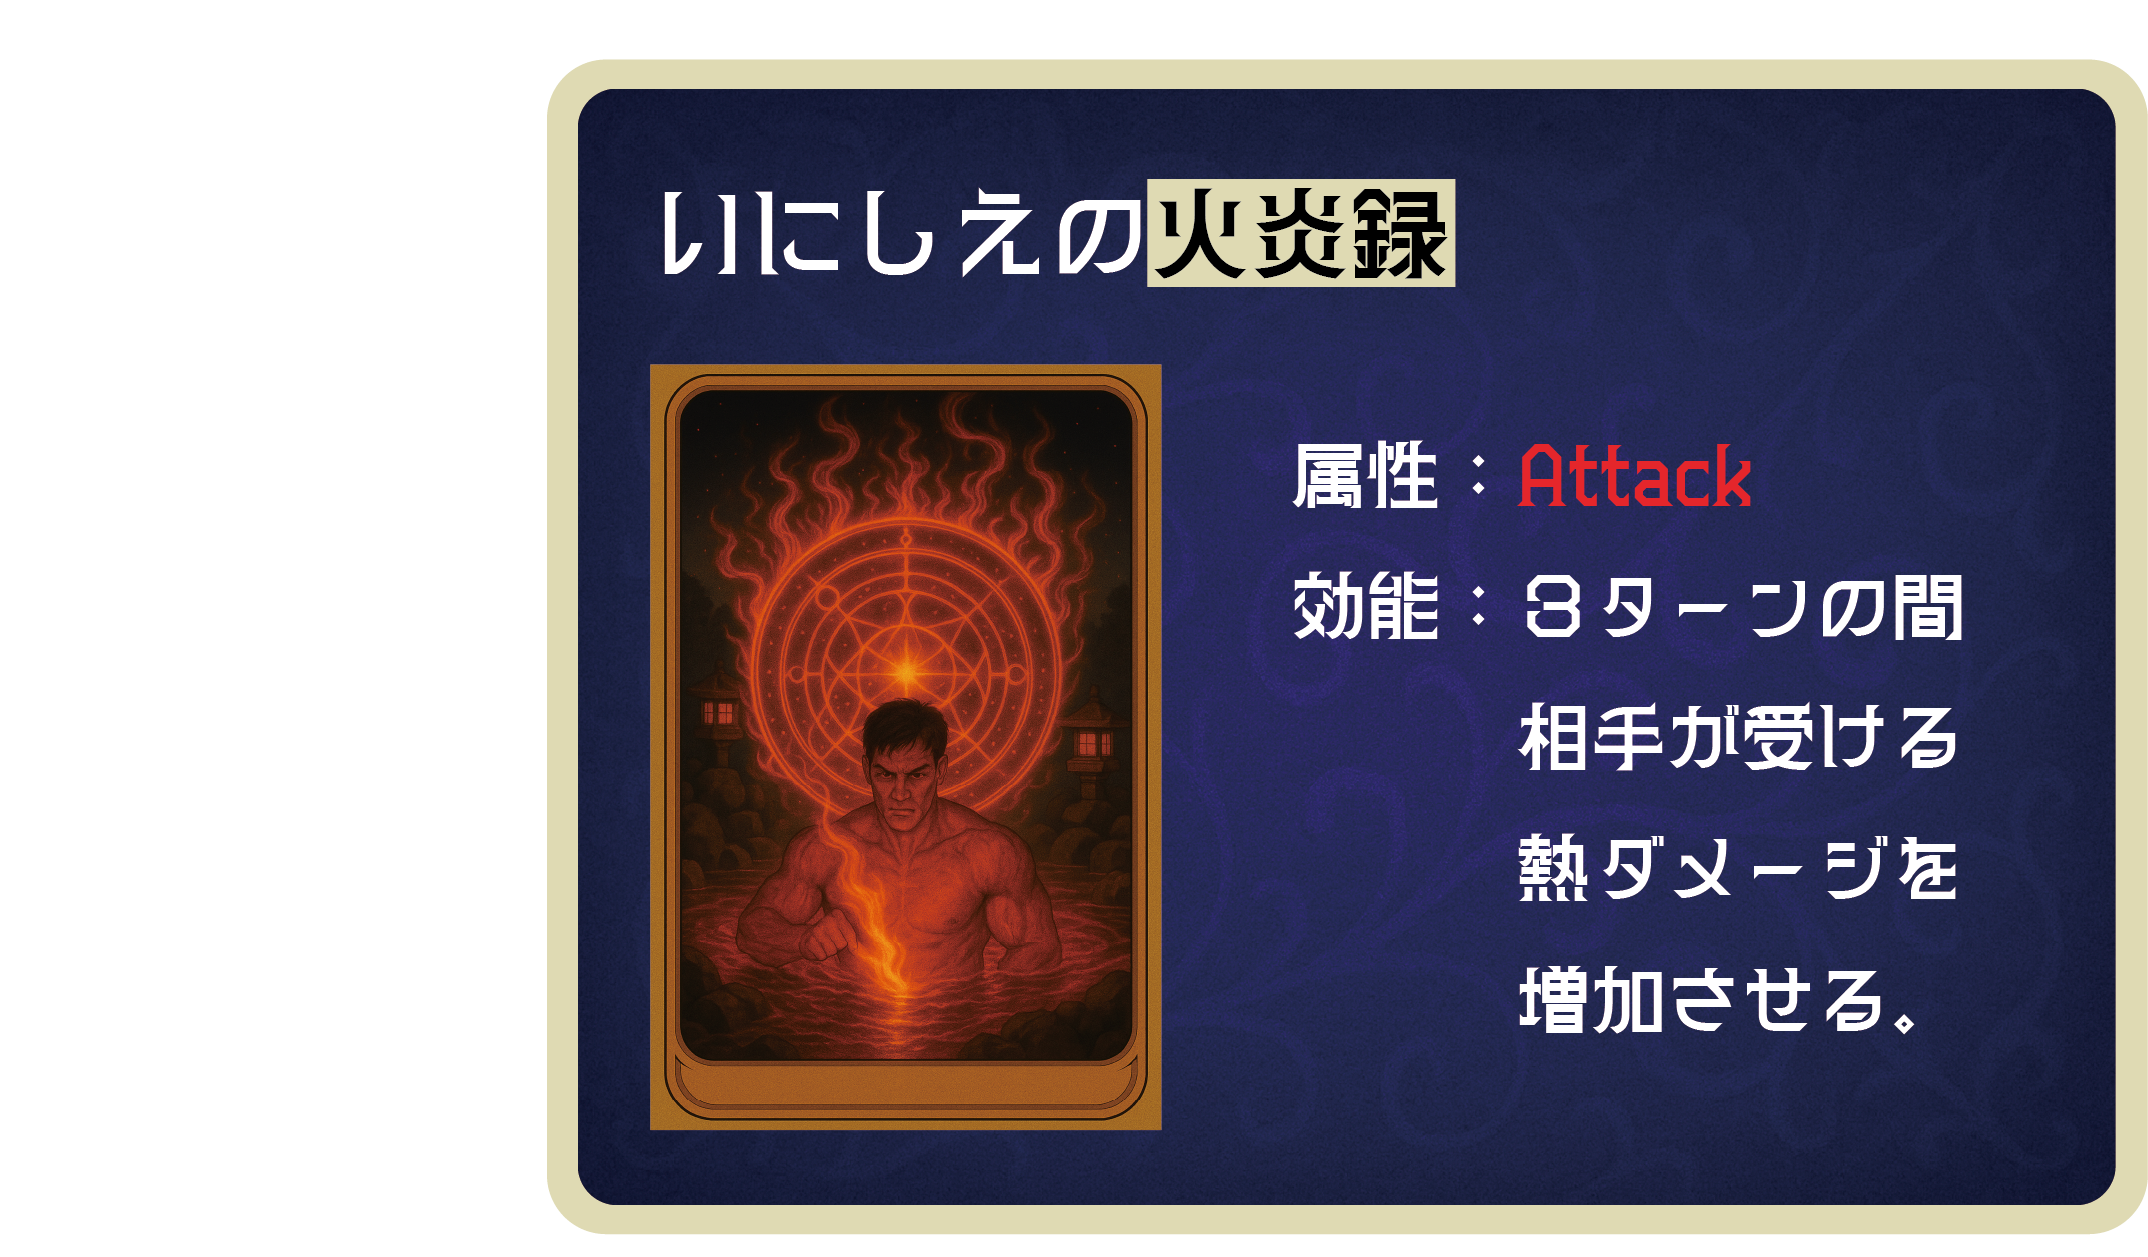 いにしえの火炎録
属性：Attack
効能：３ターンの間
相手が受ける
熱ダメージを
増加させる。